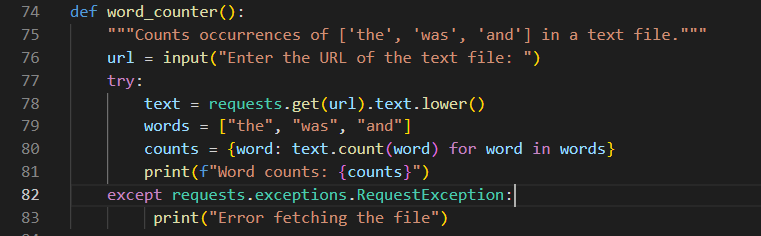 74 def word_counter():
75     """Counts occurrences of ['the', 'was', 'and'] in a text file."""
76     url = input("Enter the URL of the text file: ")
77     try:
78         text = requests.get(url).text.lower()
79         words = ["the", "was", "and"]
80         counts = {word: text.count(word) for word in words}
81         print(f"Word counts: {counts}")
82     except requests.exceptions.RequestException:
83          print("Error fetching the file")